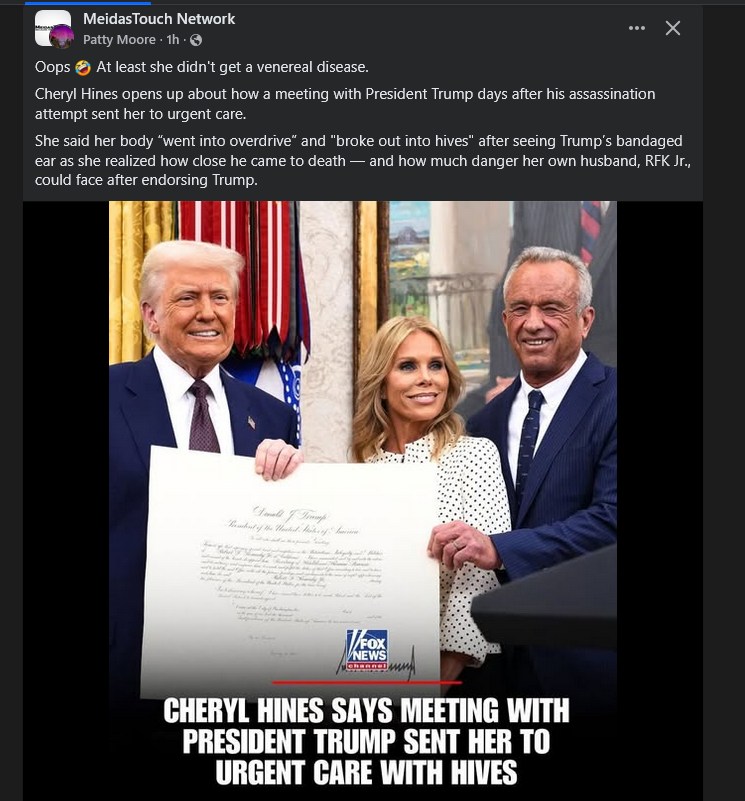 MeidasTouch Network
Patty Moore · 1h ·
Oops 🤣 At least she didn't get a venereal disease.
Cheryl Hines opens up about how a meeting with President Trump days after his assassination
attempt sent her to urgent care.
She said her body “went into overdrive” and "broke out into hives" after seeing Trump’s bandaged
ear as she realized how close he came to death — and how much danger her own husband, RFK Jr.,
could face after endorsing Trump.
Donald J. Trump
President of the United States of America
FOX
NEWS
channel
CHERYL HINES SAYS MEETING WITH
PRESIDENT TRUMP SENT HER TO
URGENT CARE WITH HIVES